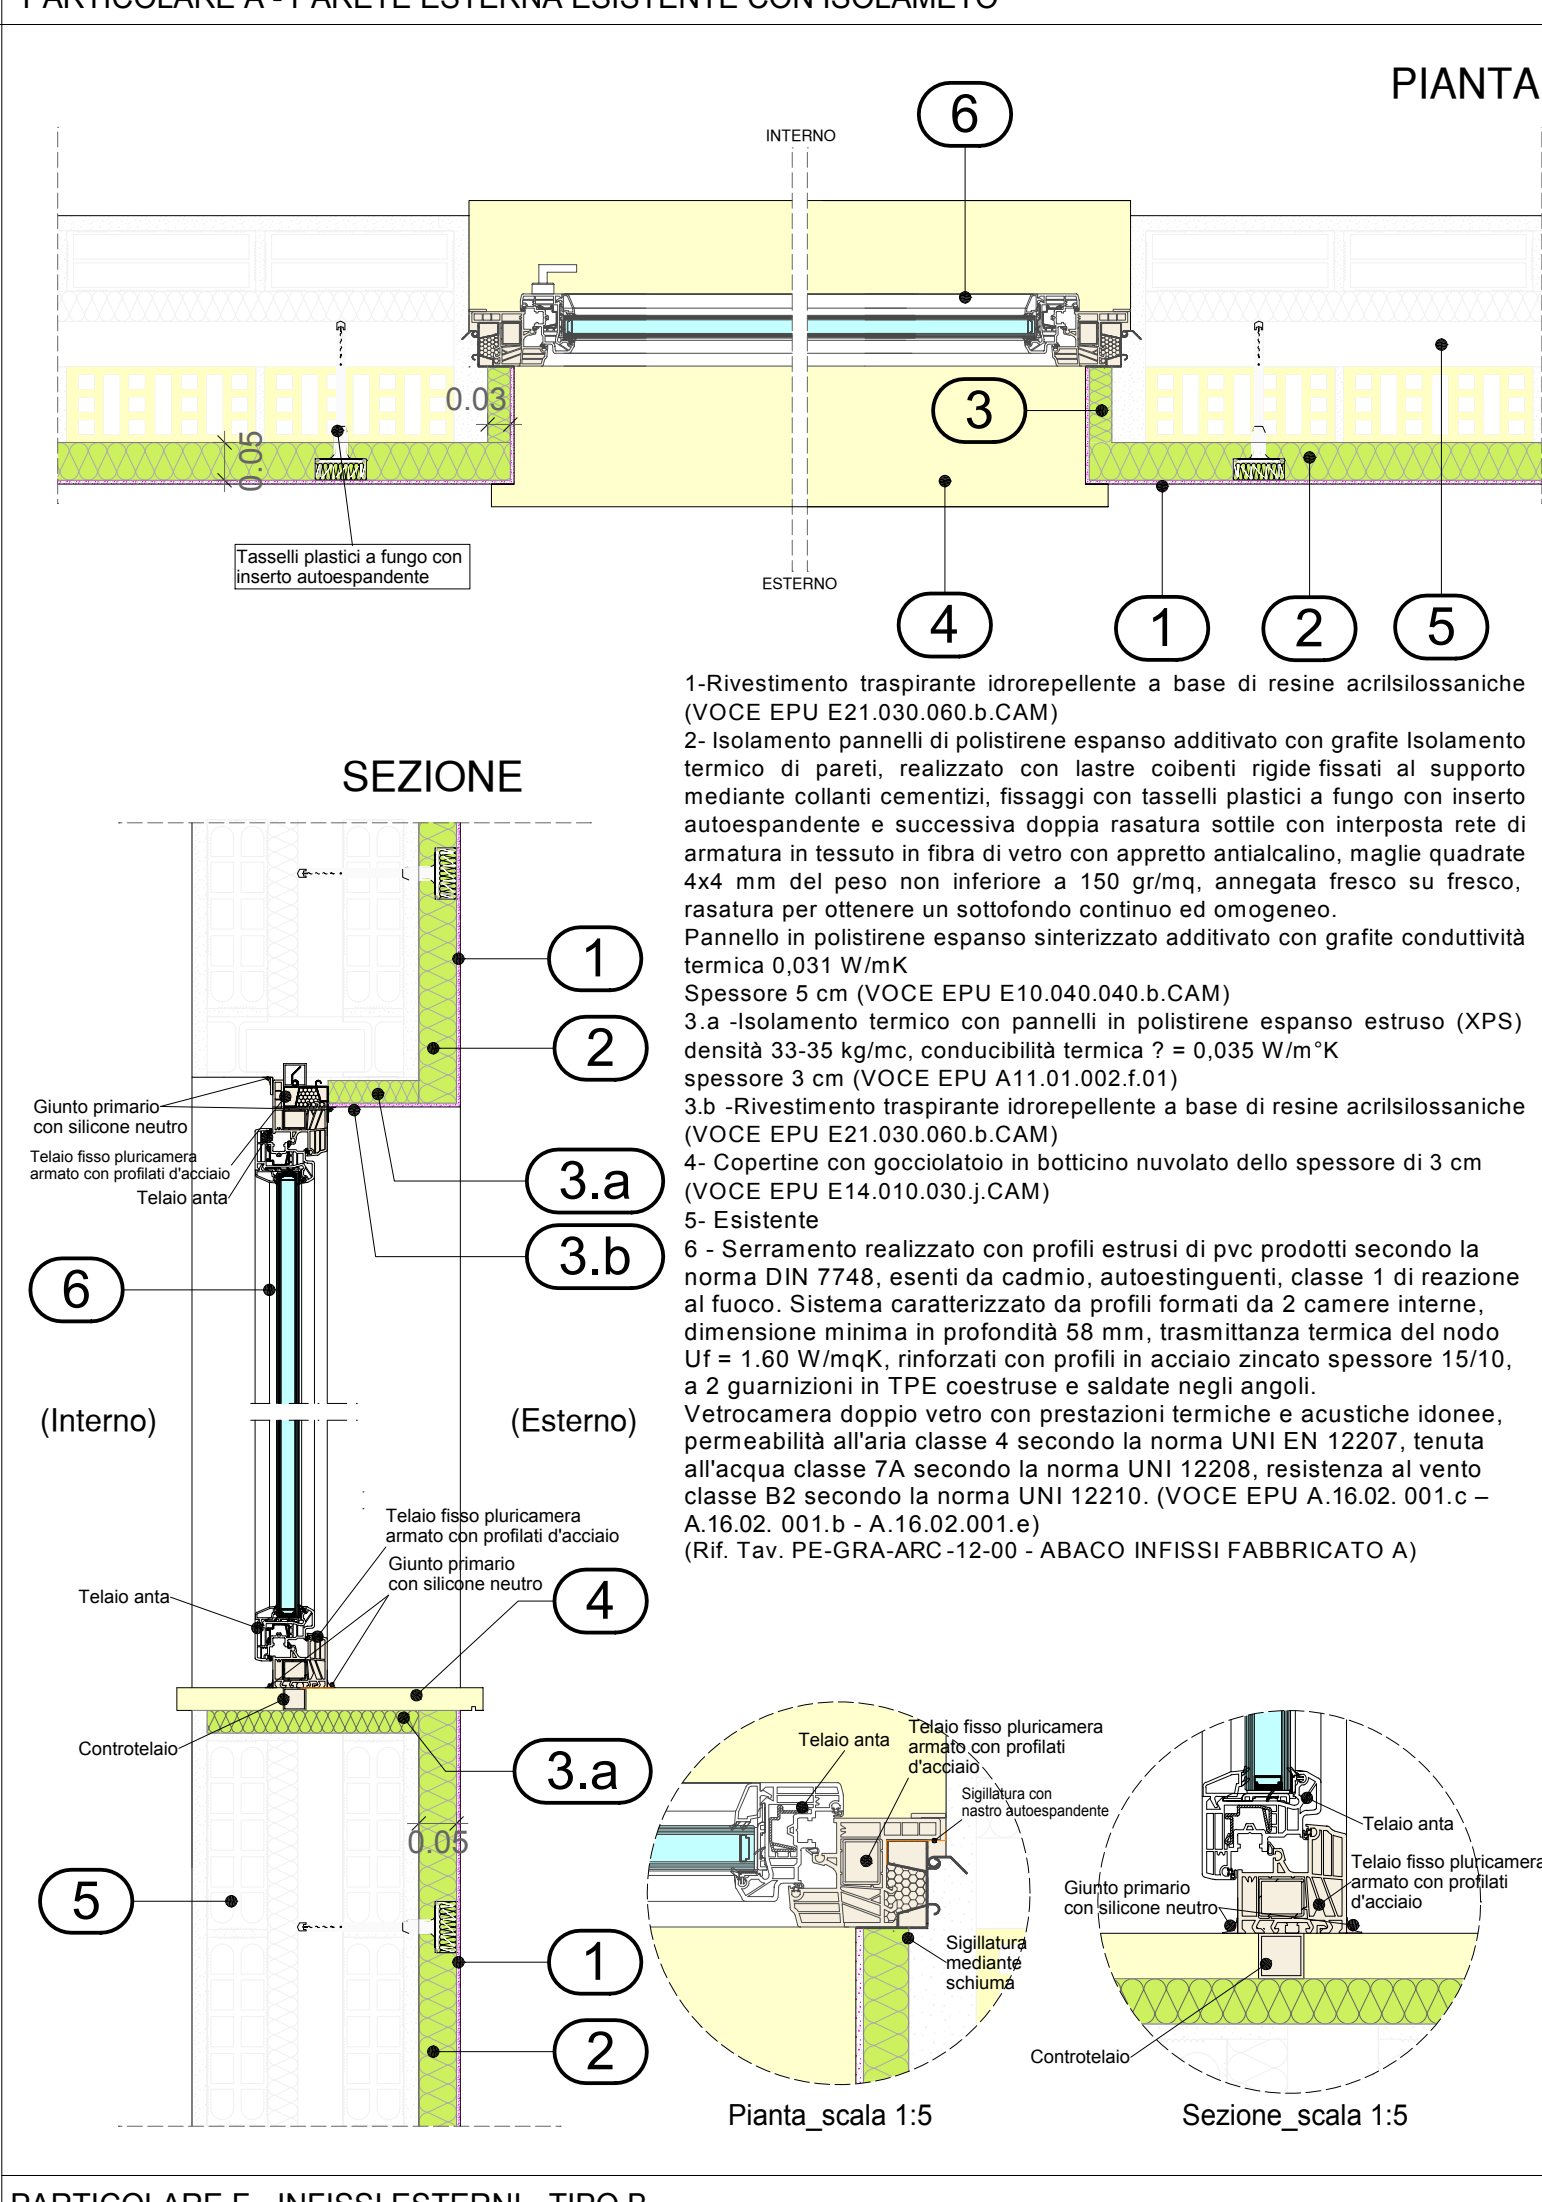 PARTICOLARE A - PARETE ESTERNA ESISTENTE CON ISOLAMETO
PIANTA
6
INTERNO
0.03
3
0.05
Tasselli plastici a fungo con
inserto autoespandente
ESTERNO
4
1
2
5
1-Rivestimento traspirante idrorepellente a base di resine acrilsilossaniche
(VOCE EPU E21.030.060.b.CAM)
2- Isolamento pannelli di polistirene espanso additivato con grafite Isolamento
termico di pareti, realizzato con lastre coibenti rigide fissati al supporto
mediante collanti cementizi, fissaggi con tasselli plastici a fungo con inserto
autoespandente e successiva doppia rasatura sottile con interposta rete di
armatura in tessuto in fibra di vetro con appretto antialcalino, maglie quadrate
4x4 mm del peso non inferiore a 150 gr/mq, annegata fresco su fresco,
rasatura per ottenere un sottofondo continuo ed omogeneo.
Pannello in polistirene espanso sinterizzato additivato con grafite conduttività
termica 0,031 W/mK
Spessore 5 cm (VOCE EPU E10.040.040.b.CAM)
3.a -Isolamento termico con pannelli in polistirene espanso estruso (XPS)
densità 33-35 kg/mc, conducibilità termica ? = 0,035 W/m°K
spessore 3 cm (VOCE EPU A11.01.002.f.01)
3.b -Rivestimento traspirante idrorepellente a base di resine acrilsilossaniche
(VOCE EPU E21.030.060.b.CAM)
4- Copertine con gocciolatoio in botticino nuvolato dello spessore di 3 cm
(VOCE EPU E14.010.030.j.CAM)
5- Esistente
6 - Serramento realizzato con profili estrusi di pvc prodotti secondo la
norma DIN 7748, esenti da cadmio, autoestinguenti, classe 1 di reazione
al fuoco. Sistema caratterizzato da profili formati da 2 camere interne,
dimensione minima in profondità 58 mm, trasmittanza termica del nodo
Uf = 1.60 W/mqK, rinforzati con profili in acciaio zincato spessore 15/10,
a 2 guarnizioni in TPE coestruse e saldate negli angoli.
Vetrocamera doppio vetro con prestazioni termiche e acustiche idonee,
permeabilità all'aria classe 4 secondo la norma UNI EN 12207, tenuta
all'acqua classe 7A secondo la norma UNI 12208, resistenza al vento
classe B2 secondo la norma UNI 12210. (VOCE EPU A.16.02. 001.c –
A.16.02. 001.b - A.16.02.001.e)
(Rif. Tav. PE-GRA-ARC-12-00 - ABACO INFISSI FABBRICATO A)
SEZIONE
1
2
Giunto primario
con silicone neutro
Telaio fisso pluricamera
armato con profilati d'acciaio
Telaio anta
3.a
3.b
6
(Interno)
(Esterno)
Telaio fisso pluricamera
armato con profilati d'acciaio
Giunto primario
con silicone neutro
Telaio anta
4
Controtelaio
3.a
0.05
5
1
2
Telaio anta
Telaio fisso pluricamera
armato con profilati
d'acciaio
Sigillatura con
nastro autoespandente
Sigillatura
mediante
schiuma
Pianta_scala 1:5
Telaio anta
Telaio fisso pluricamera
armato con profilati
d'acciaio
Giunto primario
con silicone neutro
Controtelaio
Sezione_scala 1:5
PARTICOLARE F - INFISSI ESTERNI - TIPO B